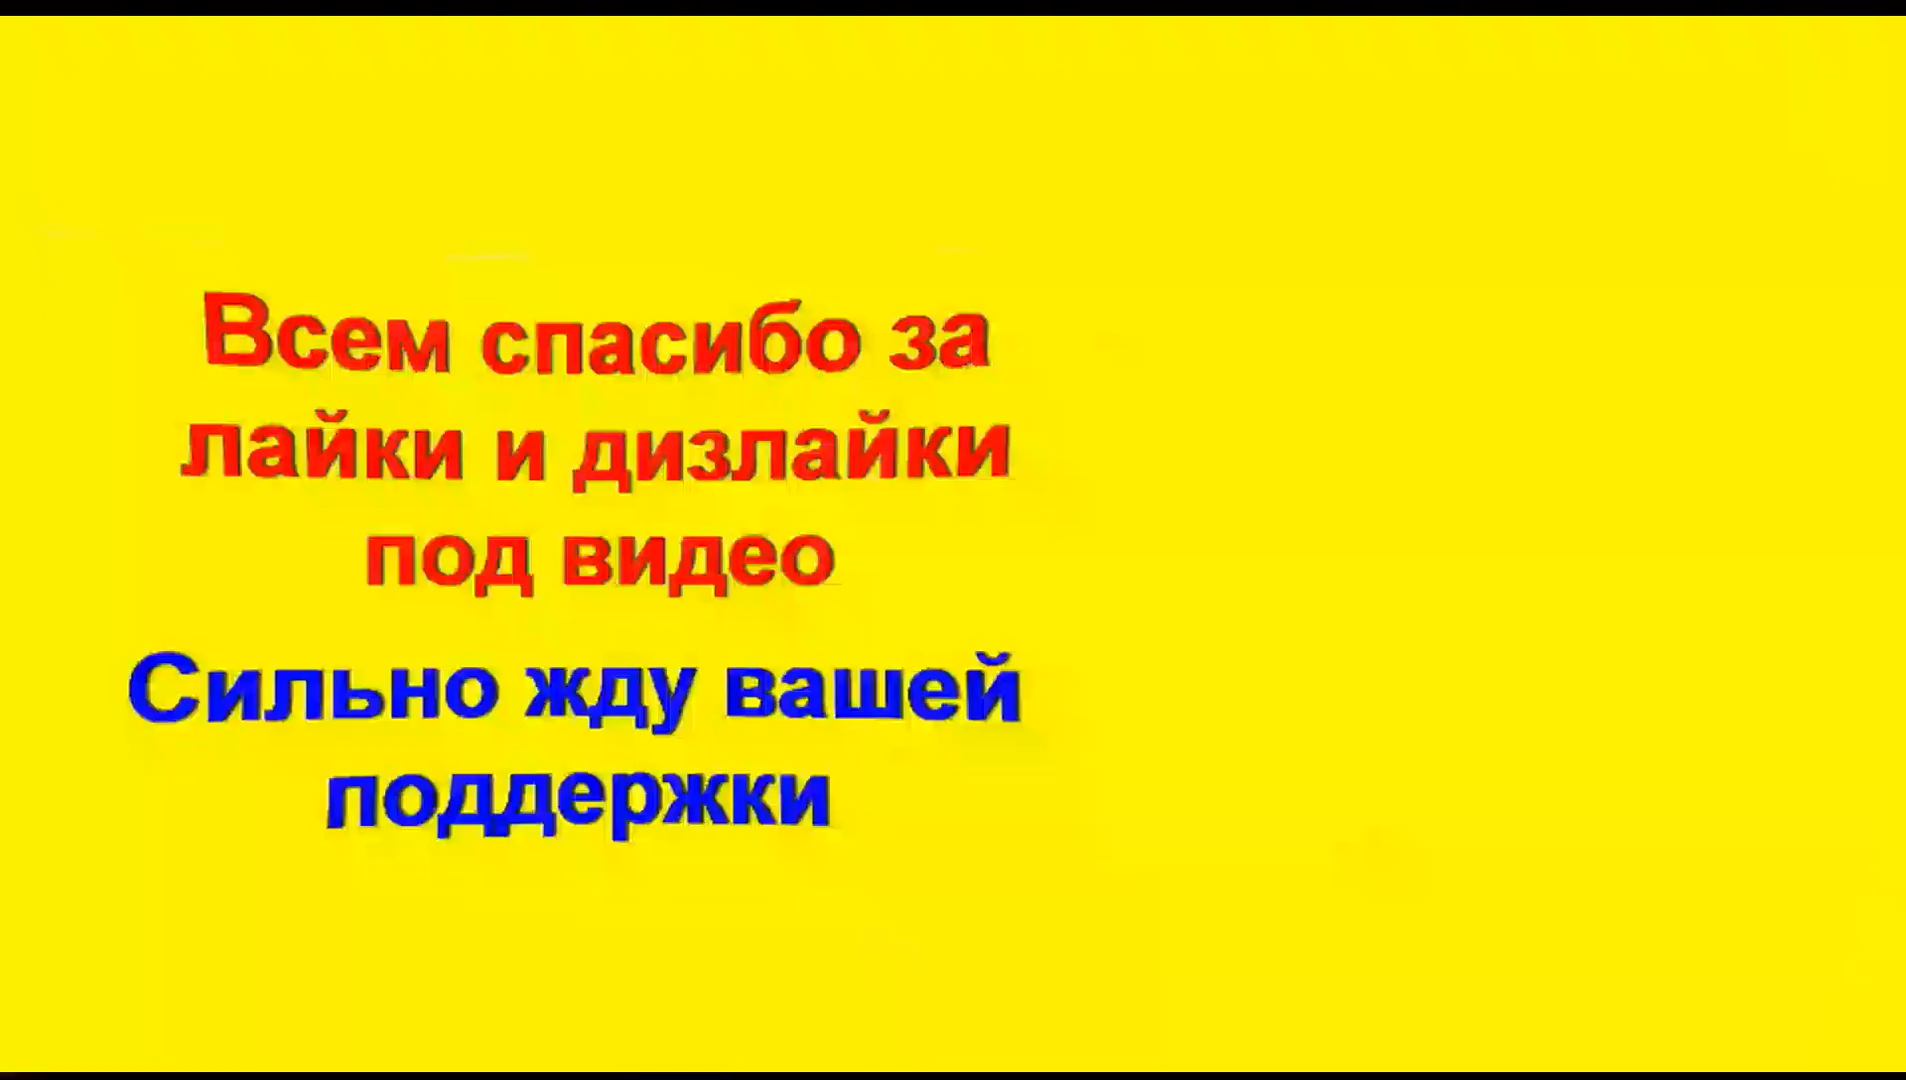 Всем спасибо за
лайки и дизлайки
под видео
Сильно жду вашей
поддержки